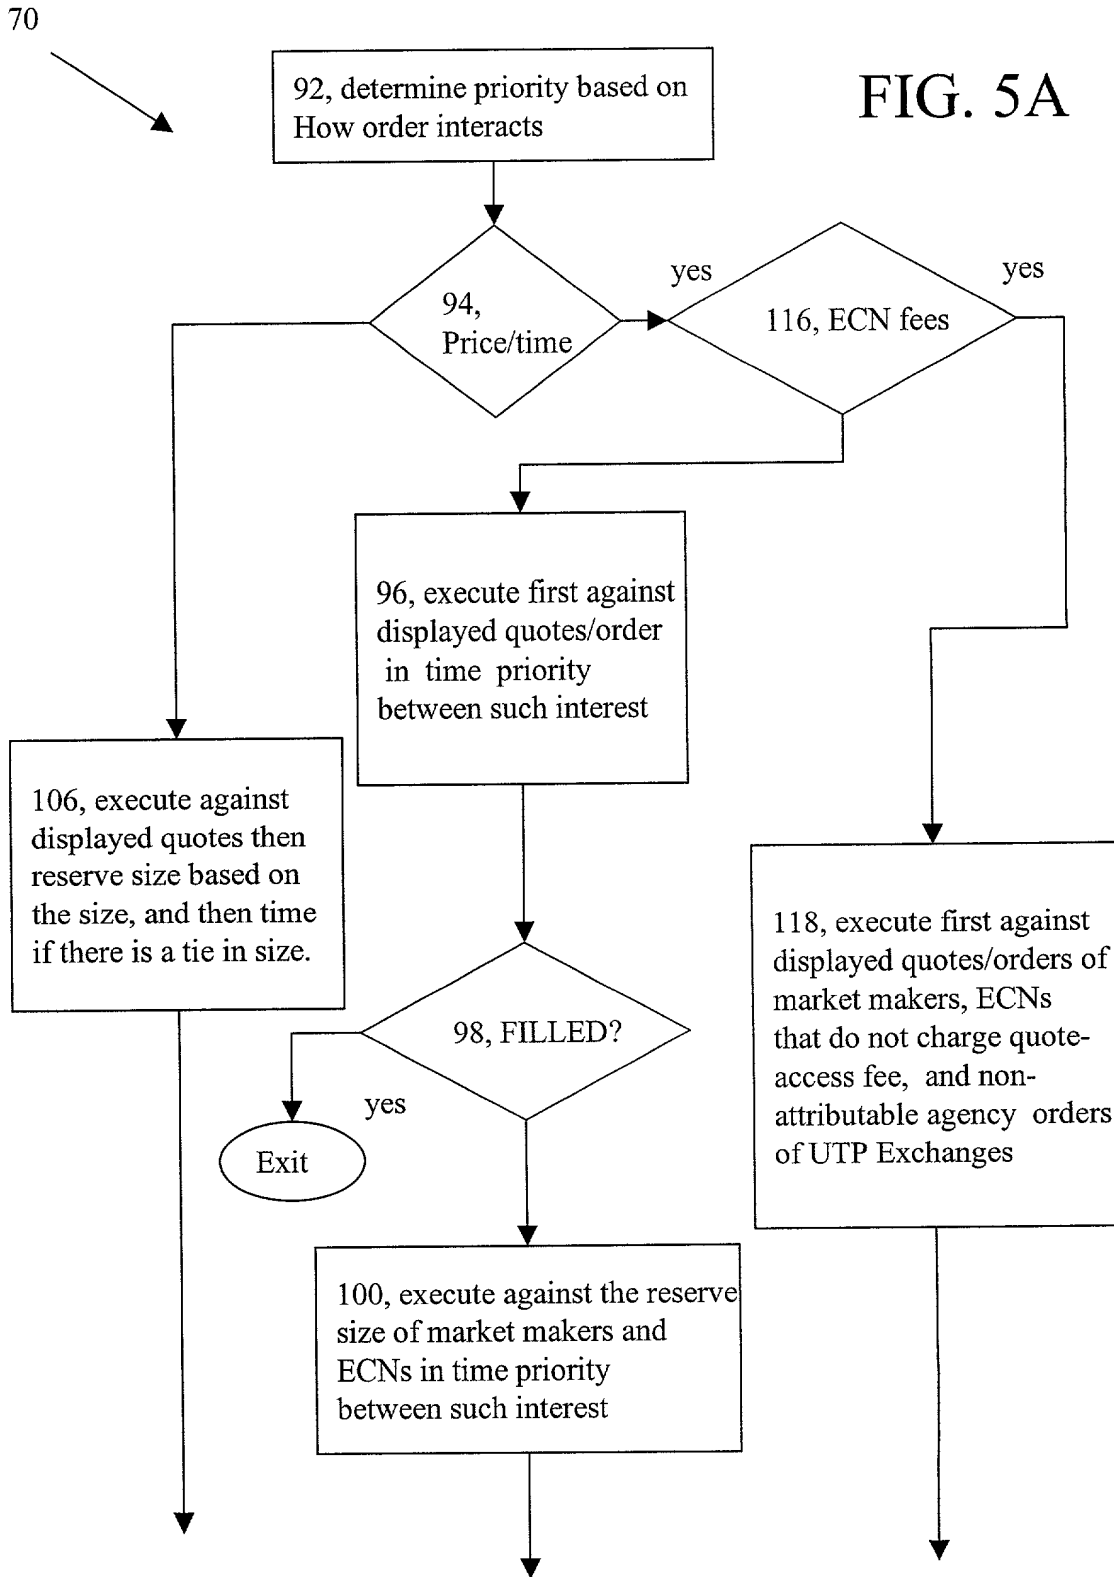 70
FIG. 5A
92, determine priority based on
How order interacts
94,
Price/time
yes
116, ECN fees
yes
96, execute first against
displayed quotes/order
in time priority
between such interest
106, execute against
displayed quotes then
reserve size based on
the size, and then time
if there is a tie in size.
118, execute first against
displayed quotes/orders of
market makers, ECNs
that do not charge quote-
access fee, and non-
attributable agency orders
of UTP Exchanges
98, FILLED?
yes
Exit
100, execute against the reserve
size of market makers and
ECNs in time priority
between such interest